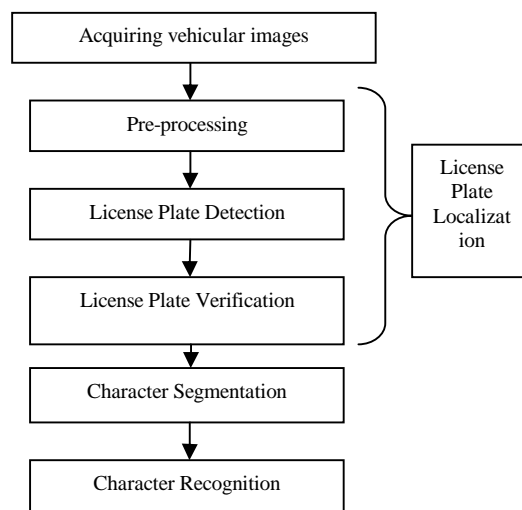 Acquiring vehicular images
Pre-processing
License Plate Detection
License Plate Verification
License
Plate
Localizat
ion
Character Segmentation
Character Recognition